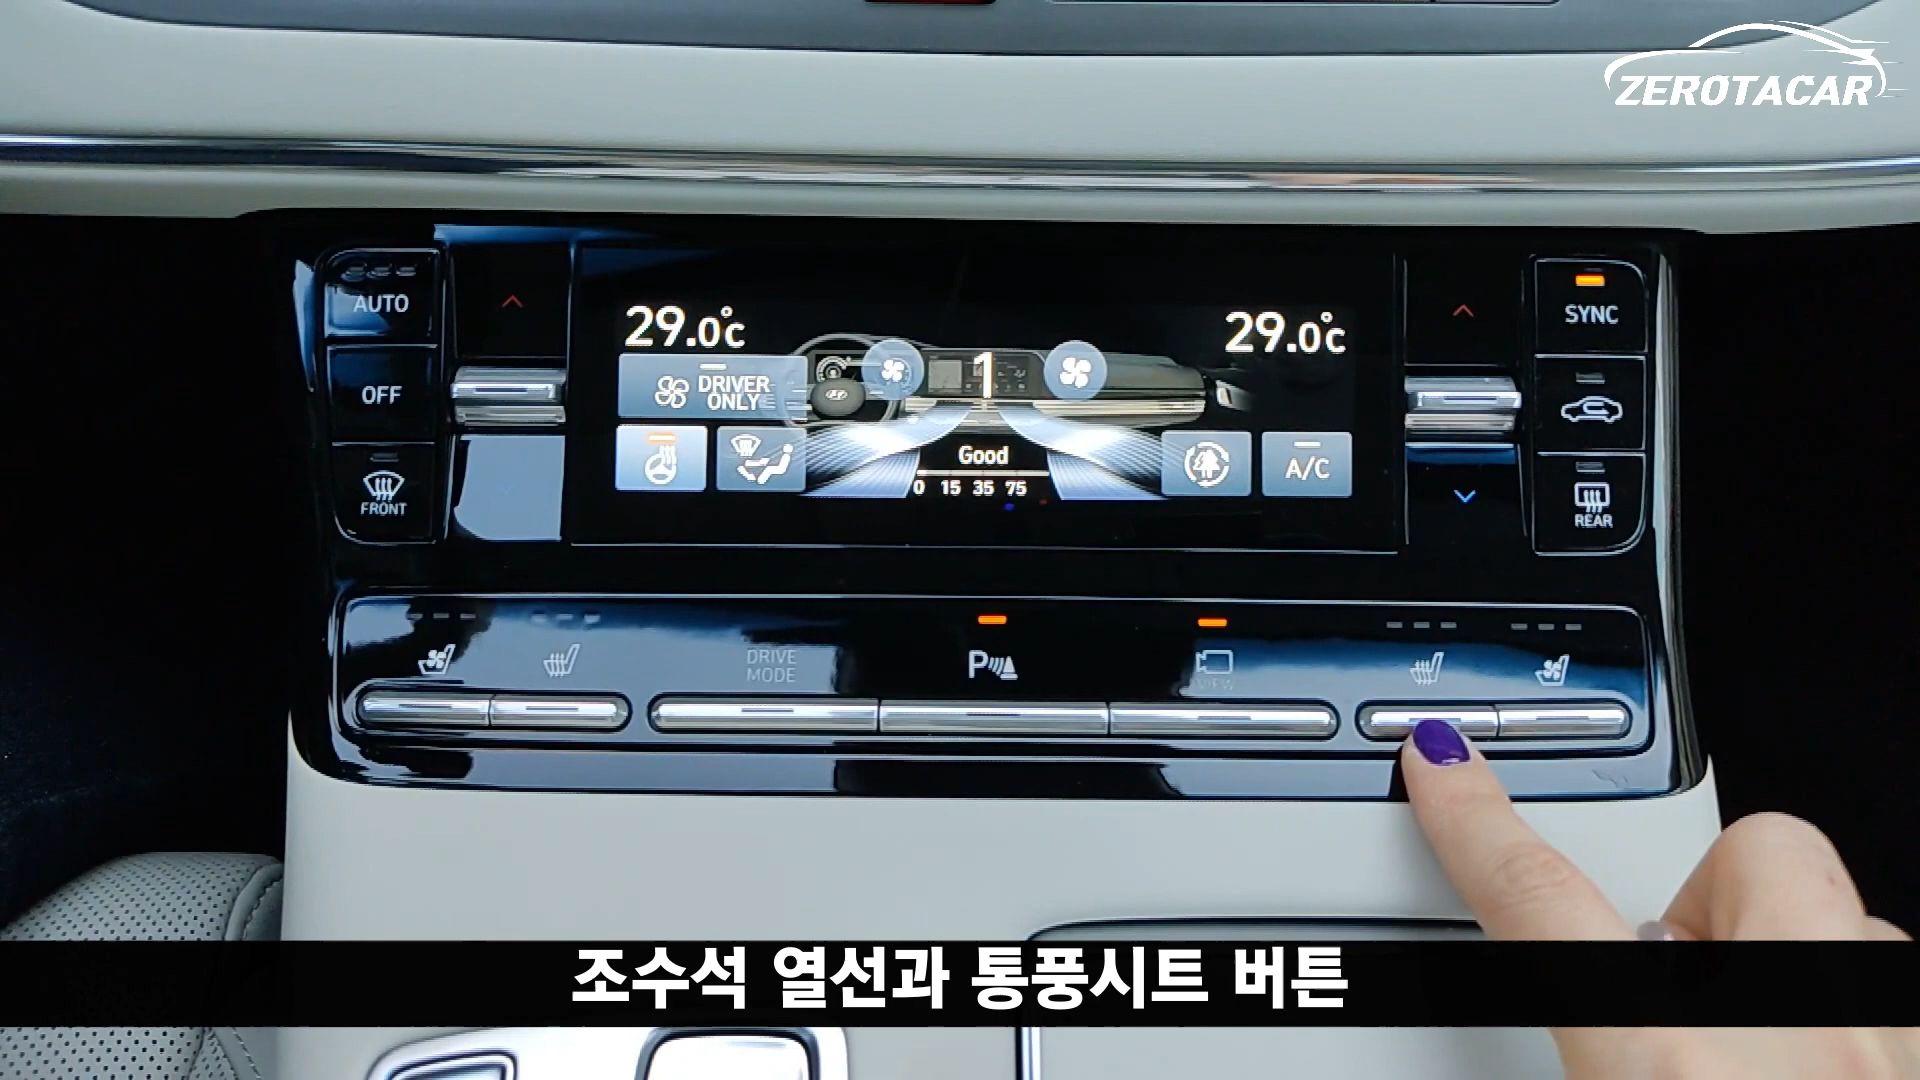 ZEROTACAR
AUTO
OFF
FRONT
29.0°C
DRIVER
ONLY
1
Good
0 15 35 75
29.0°C
A/C
SYNC
REAR
DRIVE
MODE
P
VIEW
조수석 열선과 통풍시트 버튼